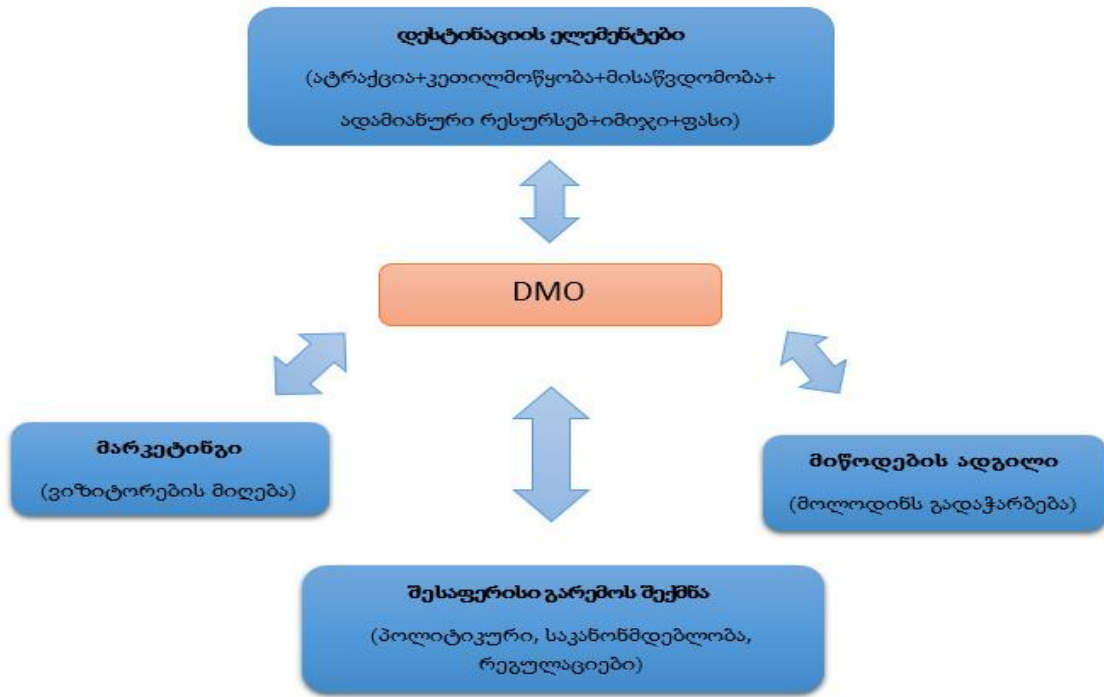 დესტინაციის ელემენტები
(ატრაქცია+კეთილმოწყობა+მისაწვდომობა+
ადამიანური რესურსებ+იმიჯი+ფასი)
DMO
მარკეტინგი
(ვიზიტორების მიღება)
მიწოდების ადგილი
(მოლოდინს გადაჭარბება)
შესაფერისი გარემოს შექმნა
(პოლიტიკური, საკანონმდებლობა,
რეგულაციები)